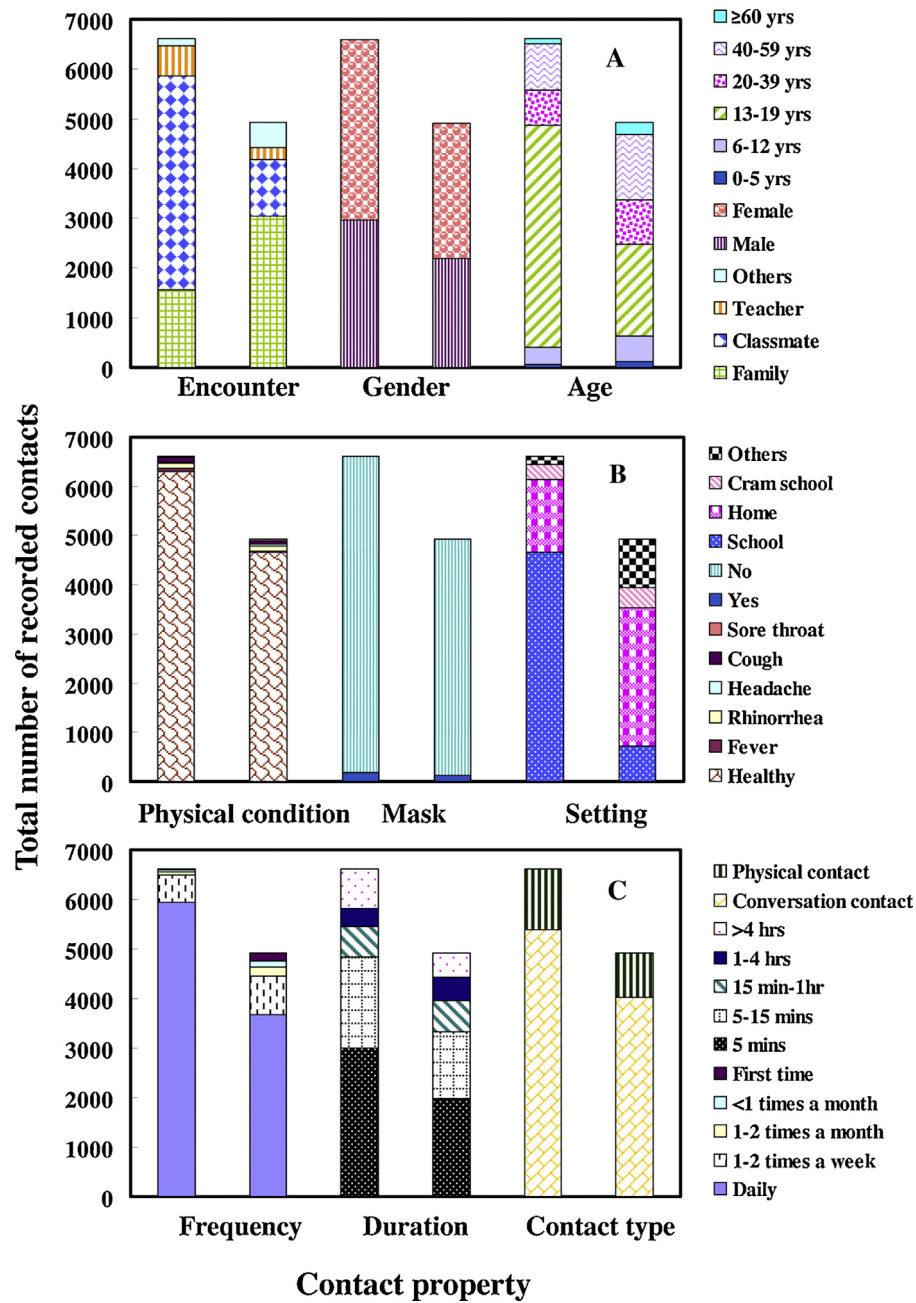 Total number of recorded contacts
7000
6000
5000
4000
3000
2000
1000
0
A
Encounter Gender Age
≥60 yrs
40-59 yrs
20-39 yrs
13-19 yrs
6-12 yrs
0-5 yrs
Female
Male
Others
Teacher
Classmate
Family
7000
6000
5000
4000
3000
2000
1000
0
B
Physical condition Mask Setting
Others
Cram school
Home
School
No
Yes
Sore throat
Cough
Headache
Rhinorrhea
Fever
Healthy
7000
6000
5000
4000
3000
2000
1000
0
C
Frequency Duration Contact type
Physical contact
Conversation contact
>4 hrs
1-4 hrs
15 min-1hr
5-15 mins
5 mins
First time
<1 times a month
1-2 times a month
1-2 times a week
Daily
Contact property